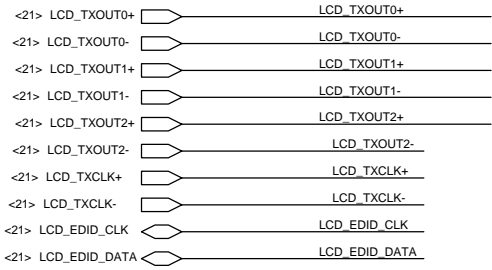 <21> LCD_TXOUT0+ LCD_TXOUT0+
<21> LCD_TXOUT0- LCD_TXOUT0-
<21> LCD_TXOUT1+ LCD_TXOUT1+
<21> LCD_TXOUT1- LCD_TXOUT1-
<21> LCD_TXOUT2+ LCD_TXOUT2+
<21> LCD_TXOUT2- LCD_TXOUT2-
<21> LCD_TXCLK+ LCD_TXCLK+
<21> LCD_TXCLK- LCD_TXCLK-
<21> LCD_EDID_CLK LCD_EDID_CLK
<21> LCD_EDID_DATA LCD_EDID_DATA